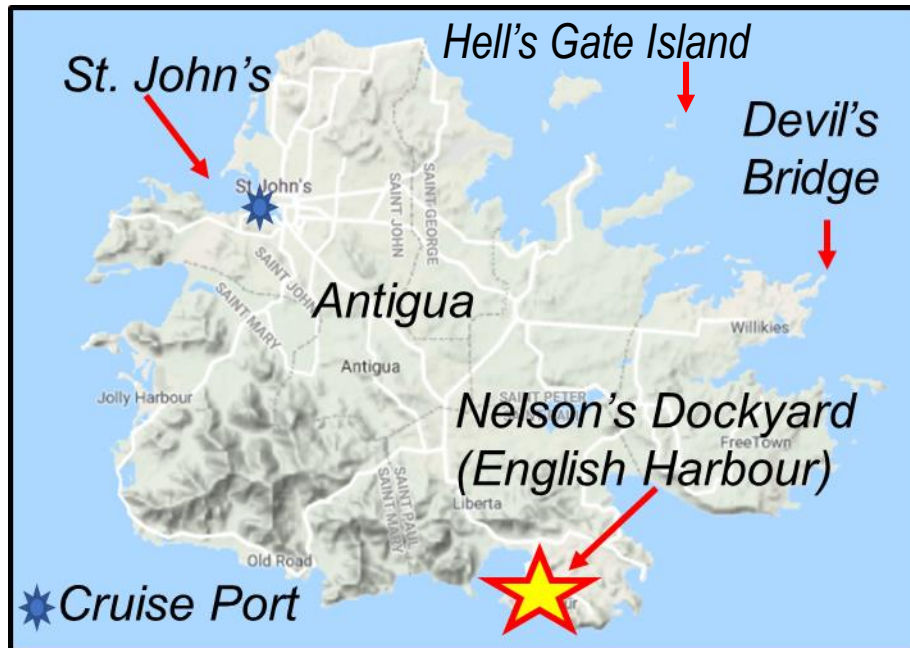 Hell's Gate Island
St. John's
Devil's
Bridge
St John's
SAINT JOHN
SAINT GEORGE
SAINT JOHN
SAINT MARY
Antigua
Willikies
Antigua
Jolly Harbour
SAINT PETER
Nelson's Dockyard
(English Harbour)
FreeTown
Liberta
SAINT PAUL
SAINT MARY
Old Road
Cruise Port